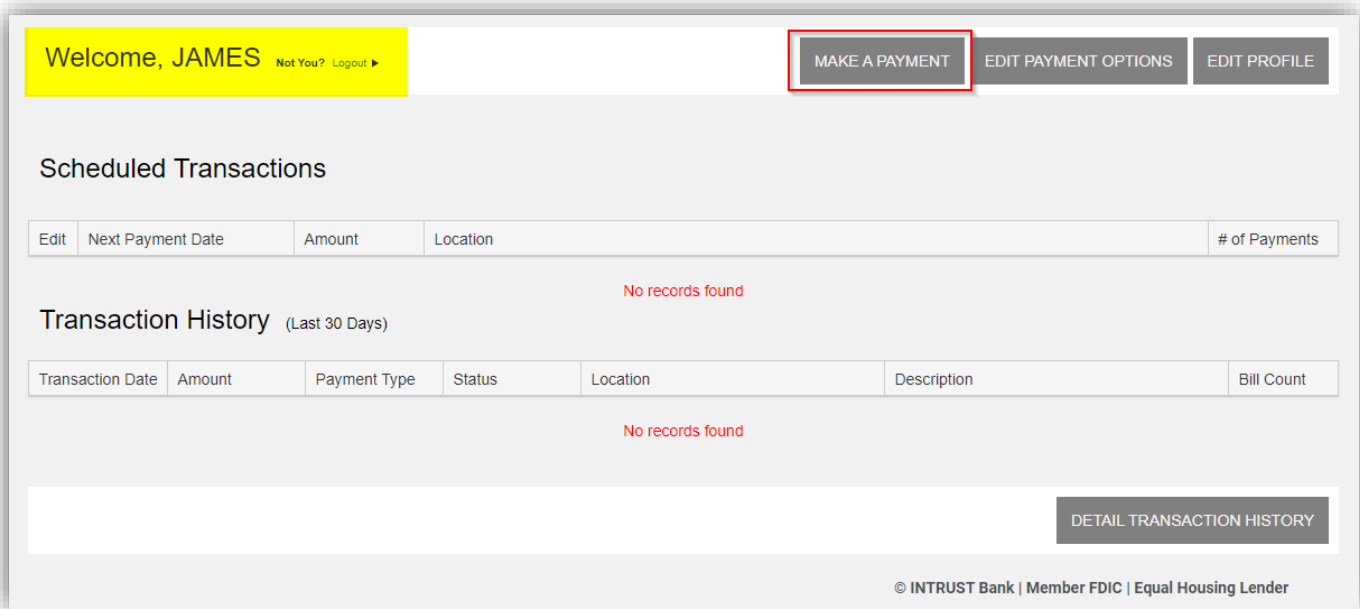 Welcome, JAMES Not You? Logout ▶ MAKE A PAYMENT EDIT PAYMENT OPTIONS EDIT PROFILE
Scheduled Transactions
Edit Next Payment Date Amount Location # of Payments
No records found
Transaction History (Last 30 Days)
Transaction Date Amount Payment Type Status Location Description Bill Count
No records found
DETAIL TRANSACTION HISTORY
© INTRUST Bank | Member FDIC | Equal Housing Lender